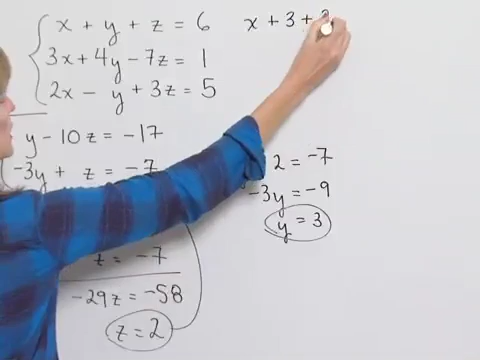 x + y + z = 6
3x + 4y - 7z = 1
2x - y + 3z = 5
y - 10z = -17
-3y + z = -7
z = -7
-29z = -58
z = 2
x + 3 +
2 = -7
-3y = -9
y = 3